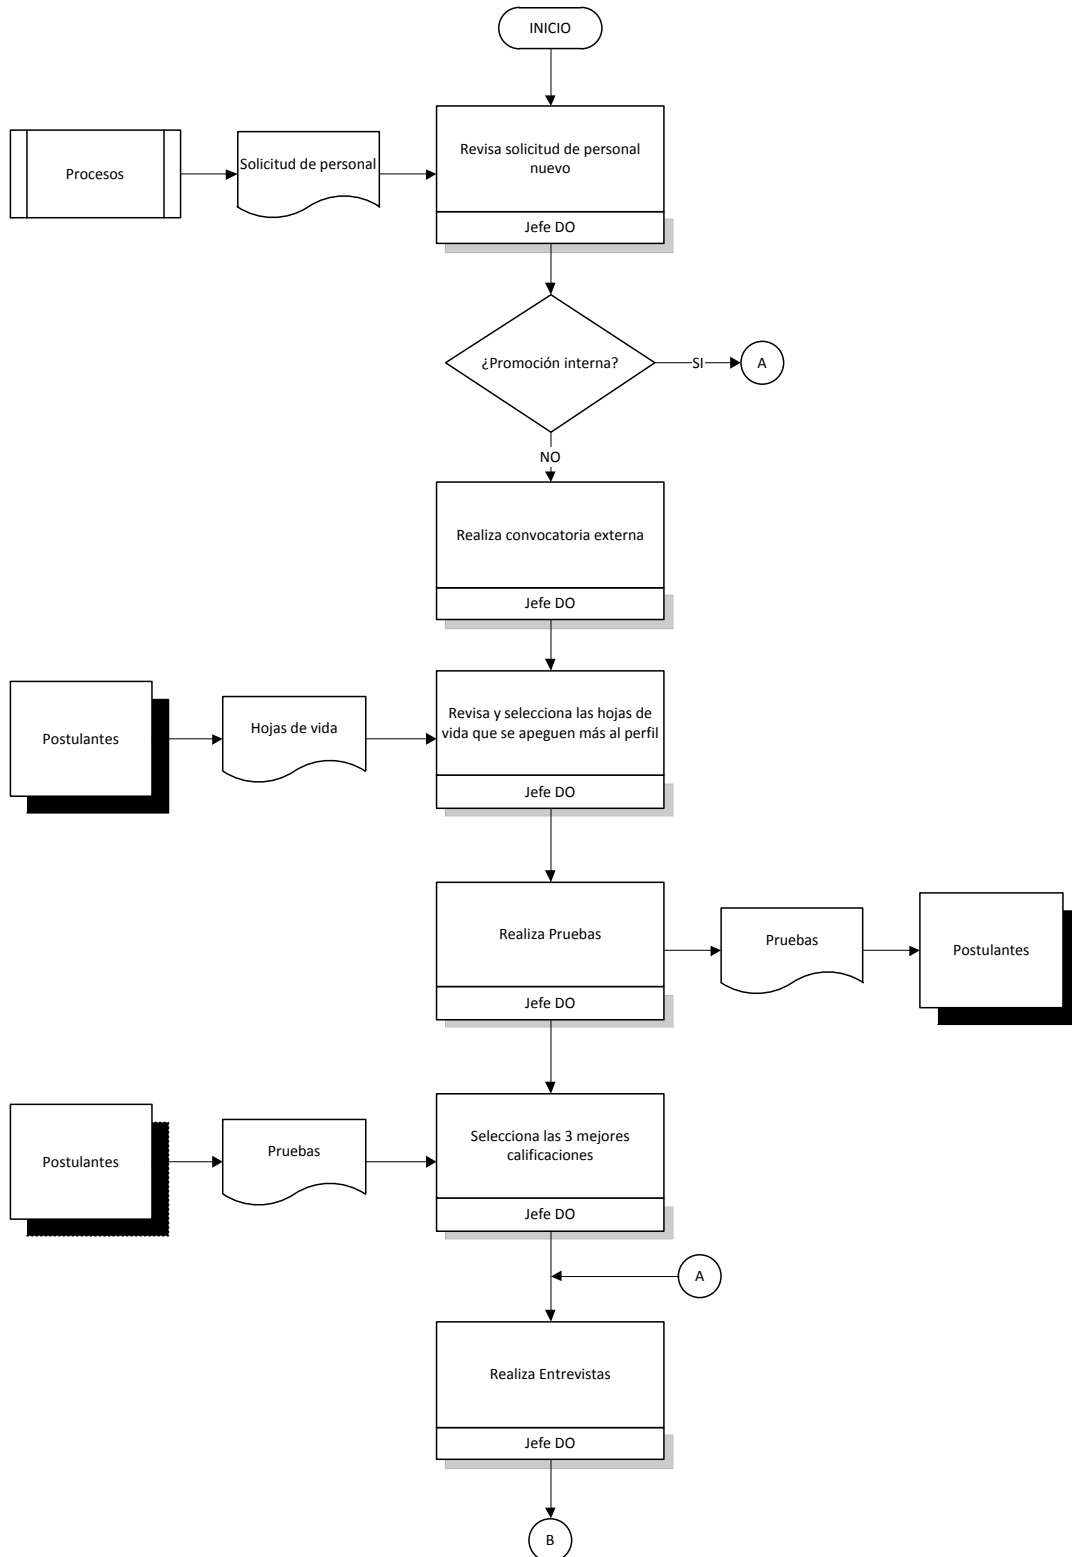 INICIO
Procesos
Solicitud de personal
Revisa solicitud de personal
nuevo
Jefe DO
¿Promoción interna?
SI
A
NO
Realiza convocatoria externa
Jefe DO
Postulantes
Hojas de vida
Revisa y selecciona las hojas de
vida que se apeguen más al perfil
Jefe DO
Realiza Pruebas
Jefe DO
Pruebas
Postulantes
Postulantes
Pruebas
Selecciona las 3 mejores
calificaciones
Jefe DO
A
Realiza Entrevistas
Jefe DO
B